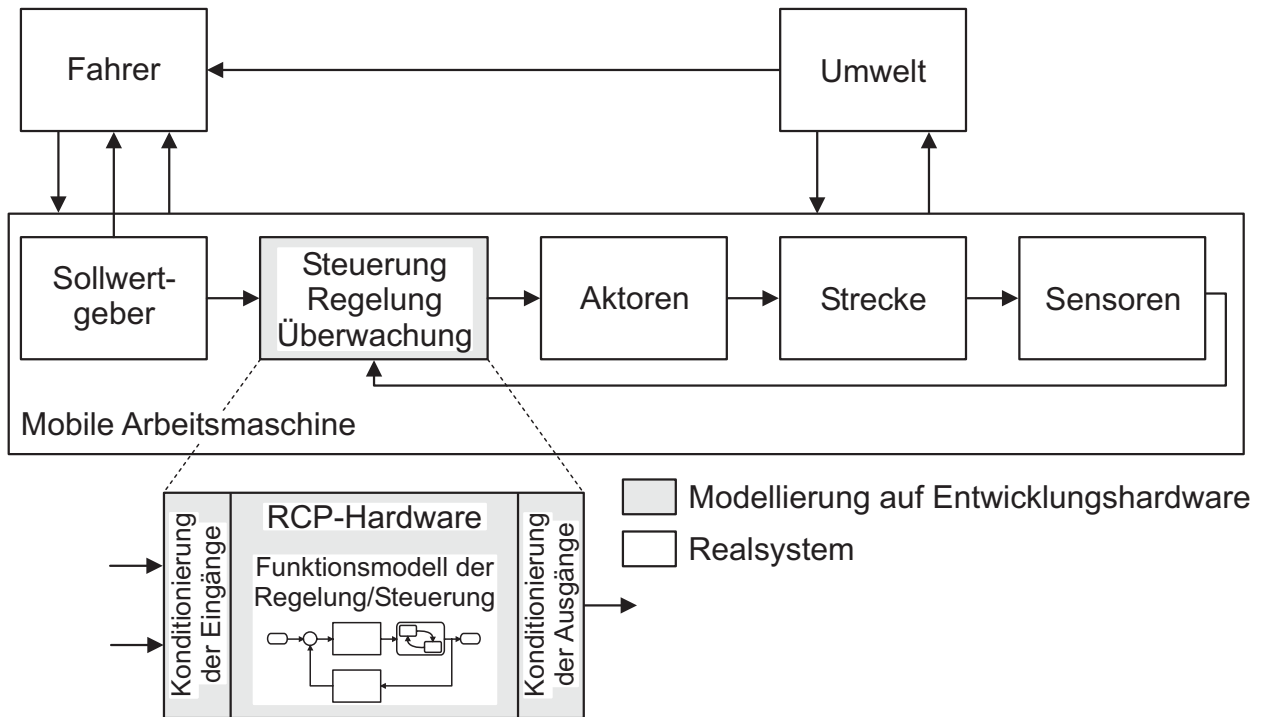 Fahrer
Umwelt
Sollwert-
geber
Steuerung
Regelung
Überwachung
Aktoren
Strecke
Sensoren
Mobile Arbeitsmaschine
Konditionierung
der Eingänge
RCP-Hardware
Funktionsmodell der
Regelung/Steuerung
Konditionierung
der Ausgänge
Modellierung auf Entwicklungshardware
Realsystem